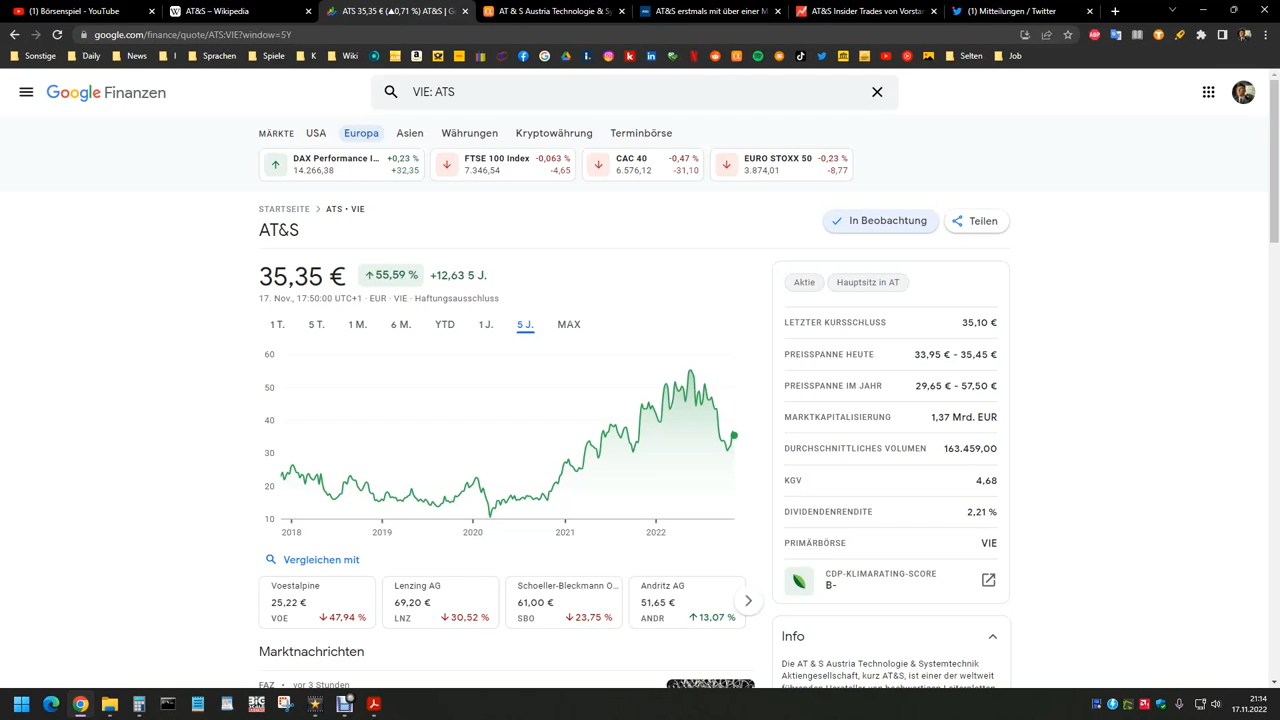 (1) Börsenspiel - YouTube
AT&S – Wikipedia
ATS 35,35 € (▲0,71 %) AT&S | G
AT & S Austria Technologie & Sy
AT&S erstmals mit über einer M
AT&S Insider Trades von Vorstar
(1) Mitteilungen / Twitter
google.com/finance/quote/ATS:VIE?window=5Y
Sonstige
Daily
News
I
Sprachen
Spiele
K
Wiki
Selten
Job
Google Finanzen
VIE: ATS
MÄRKTE USA Europa Asien Währungen Kryptowährung Terminbörse
DAX Performance I... +0,23 %
14.266,38 +32,35
FTSE 100 Index -0,063 %
7.346,54 -4,65
CAC 40 -0,47 %
6.576,12 -31,10
EURO STOXX 50 -0,23 %
3.874,01 -8,77
STARTSEITE > ATS • VIE
AT&S
In Beobachtung
Teilen
35,35 € ↑55,59 % +12,63 5 J.
17. Nov., 17:50:00 UTC+1 · EUR · VIE · Haftungsausschluss
1 T. 5 T. 1 M. 6 M. YTD 1 J. 5 J. MAX
60
50
40
30
20
10
2018 2019 2020 2021 2022
Aktie
Hauptsitz in AT
LETZTER KURSSCHLUSS 35,10 €
PREISSPANNE HEUTE 33,95 € - 35,45 €
PREISSPANNE IM JAHR 29,65 € - 57,50 €
MARKTKAPITALISIERUNG 1,37 Mrd. EUR
DURCHSCHNITTLICHES VOLUMEN 163.459,00
KGV 4,68
DIVIDENDENRENDITE 2,21 %
PRIMÄRBÖRSE VIE
CDP-KLIMARATING-SCORE
B-
Vergleichen mit
Voestalpine
25,22 €
VOE ↓47,94 %
Lenzing AG
69,20 €
LNZ ↓30,52 %
Schoeller-Bleckmann O...
61,00 €
SBO ↓23,75 %
Andritz AG
51,65 €
ANDR ↑13,07 %
Marktnachrichten
FAZ • vor 3 Stunden
Info
Die AT & S Austria Technologie & Systemtechnik
Aktiengesellschaft, kurz AT&S, ist einer der weltweit
führenden Hersteller von hochwertigen Leiterplatten
21:14
17.11.2022